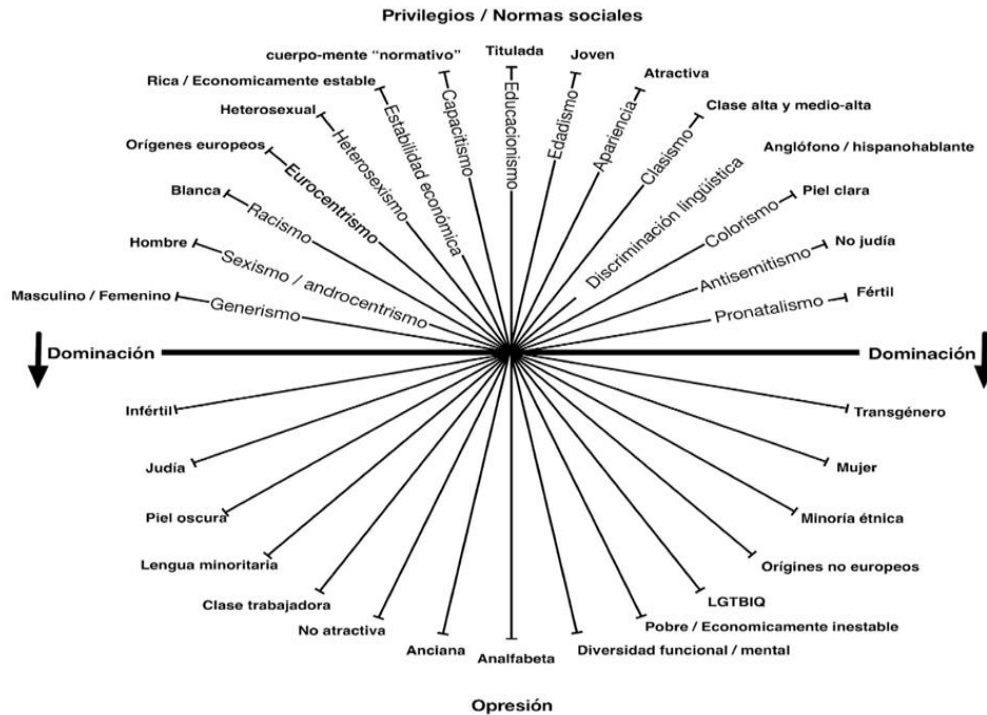 Privilegios / Normas sociales
Titulada
cuerpo-mente “normativo”
Joven
Rica / Economicamente estable
Atractiva
Heterosexual
Clase alta y medio-alta
Orígenes europeos
Anglófono / hispanohablante
Blanca
Piel clara
Hombre
No judía
Masculino / Femenino
Fértil
Generismo
Sexismo / androcentrismo
Racismo
Eurocentrismo
Heterosexismo
Estabilidad económica
Capacitismo
Educacionismo
Edadismo
Apariencia
Clasismo
Discriminación lingüística
Colorismo
Antisemitismo
Pronatalismo
Dominación
Dominación
Infértil
Transgénero
Judía
Mujer
Piel oscura
Minoría étnica
Lengua minoritaria
Orígines no europeos
Clase trabajadora
LGTBIQ
No atractiva
Pobre / Economicamente inestable
Anciana
Analfabeta
Diversidad funcional / mental
Opresión